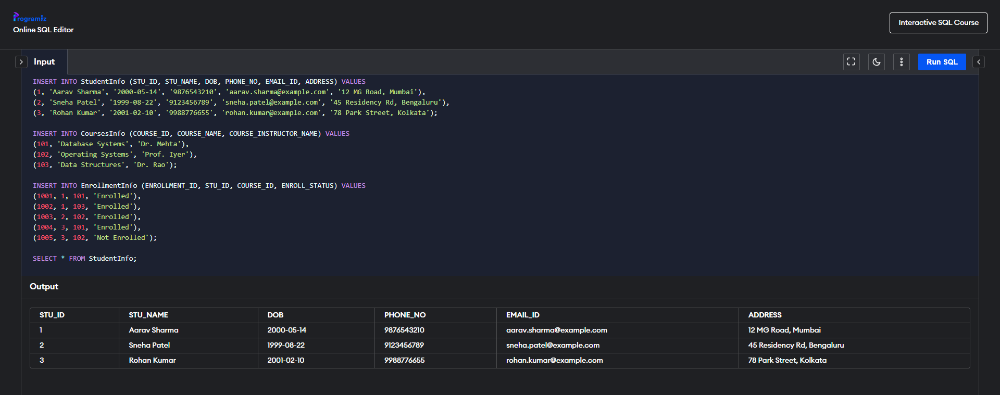 Programiz
Online SQL Editor
Interactive SQL Course
Input
Run SQL
INSERT INTO StudentInfo (STU_ID, STU_NAME, DOB, PHONE_NO, EMAIL_ID, ADDRESS) VALUES
(1, 'Aarav Sharma', '2000-05-14', '9876543210', 'aarav.sharma@example.com', '12 MG Road, Mumbai'),
(2, 'Sneha Patel', '1999-08-22', '9123456789', 'sneha.patel@example.com', '45 Residency Rd, Bengaluru'),
(3, 'Rohan Kumar', '2001-02-10', '9988776655', 'rohan.kumar@example.com', '78 Park Street, Kolkata');
INSERT INTO CoursesInfo (COURSE_ID, COURSE_NAME, COURSE_INSTRUCTOR_NAME) VALUES
(101, 'Database Systems', 'Dr. Mehta'),
(102, 'Operating Systems', 'Prof. Iyer'),
(103, 'Data Structures', 'Dr. Rao');
INSERT INTO EnrollmentInfo (ENROLLMENT_ID, STU_ID, COURSE_ID, ENROLL_STATUS) VALUES
(1001, 1, 101, 'Enrolled'),
(1002, 1, 103, 'Enrolled'),
(1003, 2, 102, 'Enrolled'),
(1004, 3, 101, 'Enrolled'),
(1005, 3, 102, 'Not Enrolled');
SELECT * FROM StudentInfo;
Output
STU_ID STU_NAME DOB PHONE_NO EMAIL_ID ADDRESS
1 Aarav Sharma 2000-05-14 9876543210 aarav.sharma@example.com 12 MG Road, Mumbai
2 Sneha Patel 1999-08-22 9123456789 sneha.patel@example.com 45 Residency Rd, Bengaluru
3 Rohan Kumar 2001-02-10 9988776655 rohan.kumar@example.com 78 Park Street, Kolkata